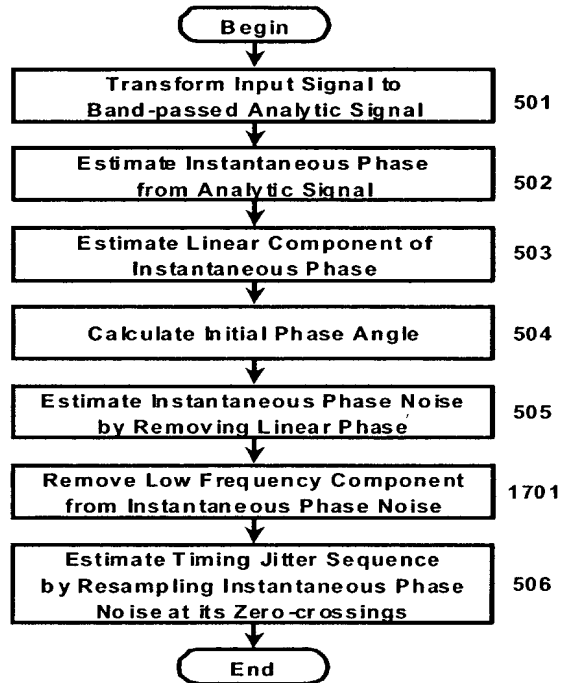 Begin
Transform Input Signal to
Band-passed Analytic Signal
501
Estimate Instantaneous Phase
from Analytic Signal
502
Estimate Linear Component of
Instantaneous Phase
503
Calculate Initial Phase Angle
504
Estimate Instantaneous Phase Noise
by Removing Linear Phase
505
Remove Low Frequency Component
from Instantaneous Phase Noise
1701
Estimate Timing Jitter Sequence
by Resampling Instantaneous Phase
Noise at its Zero-crossings
506
End